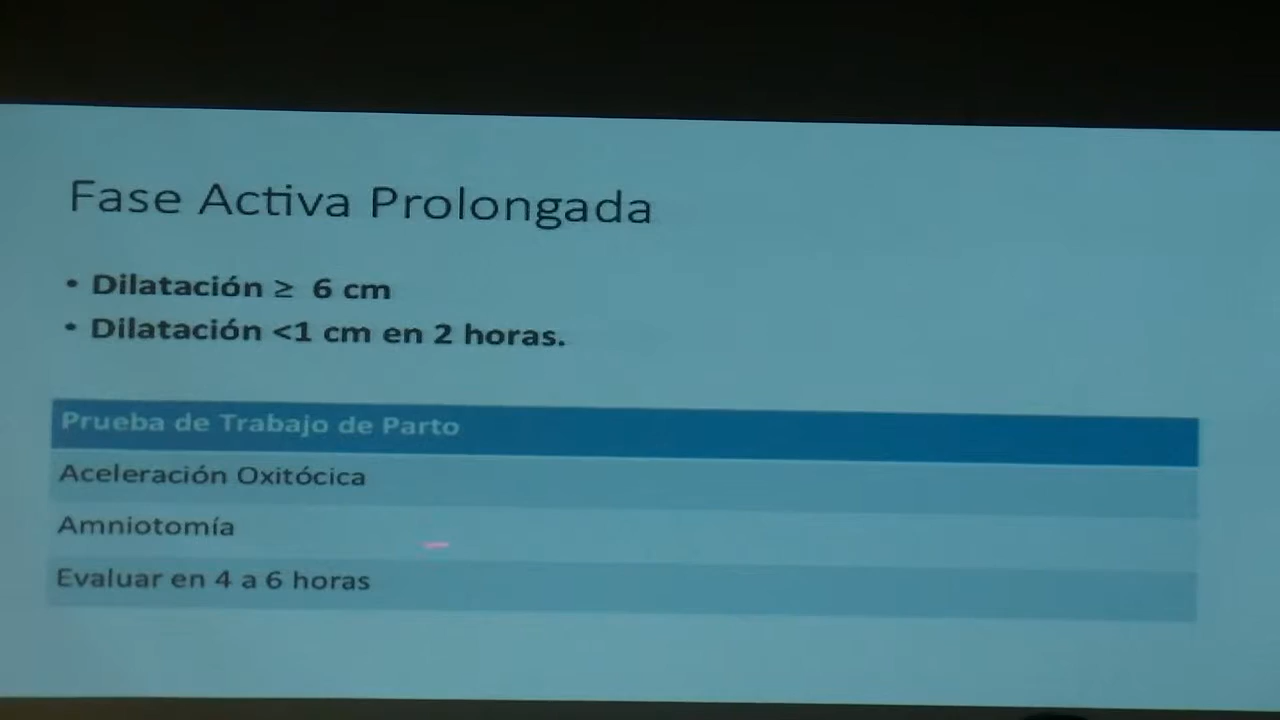 Fase Activa Prolongada
• Dilatación ≥ 6 cm
• Dilatación <1 cm en 2 horas.
Prueba de Trabajo de Parto
Aceleración Oxitócica
Amniotomía
Evaluar en 4 a 6 horas